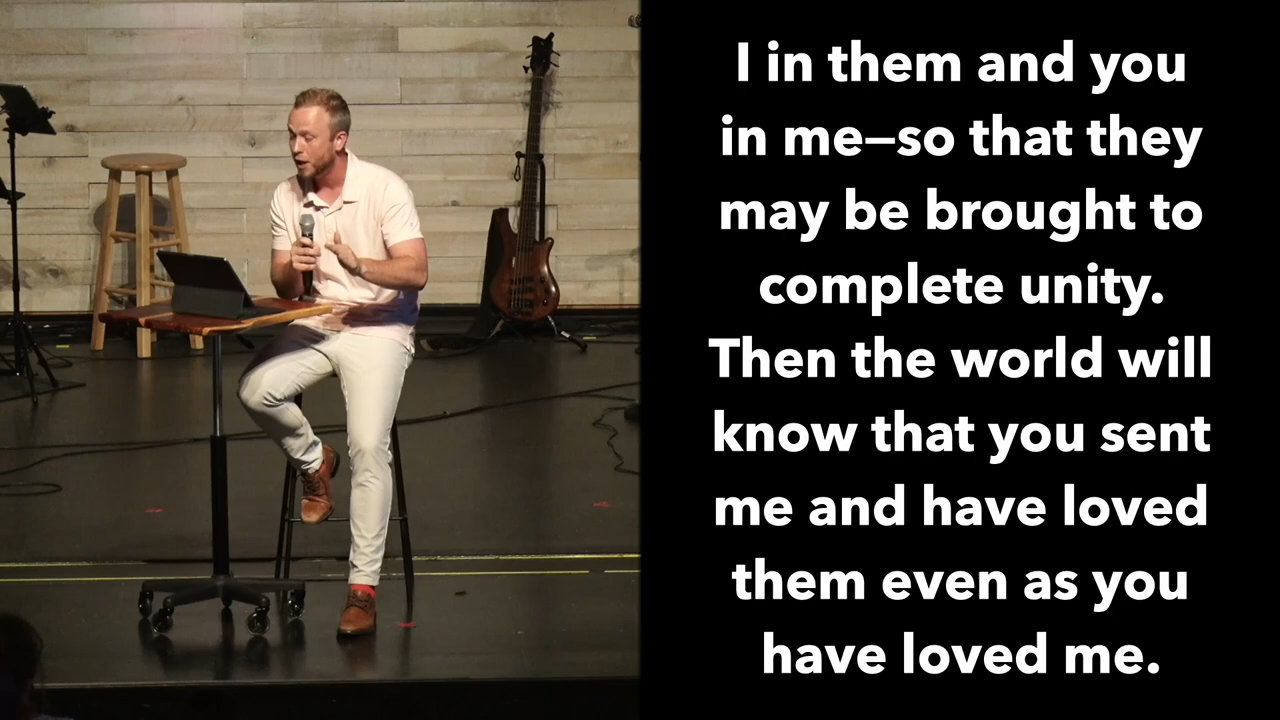 I in them and you
in me—so that they
may be brought to
complete unity.
Then the world will
know that you sent
me and have loved
them even as you
have loved me.